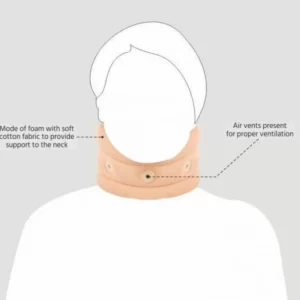 Mode of foam with soft
cotton fabric to provide
support to the neck
Air vents present
for proper ventilation